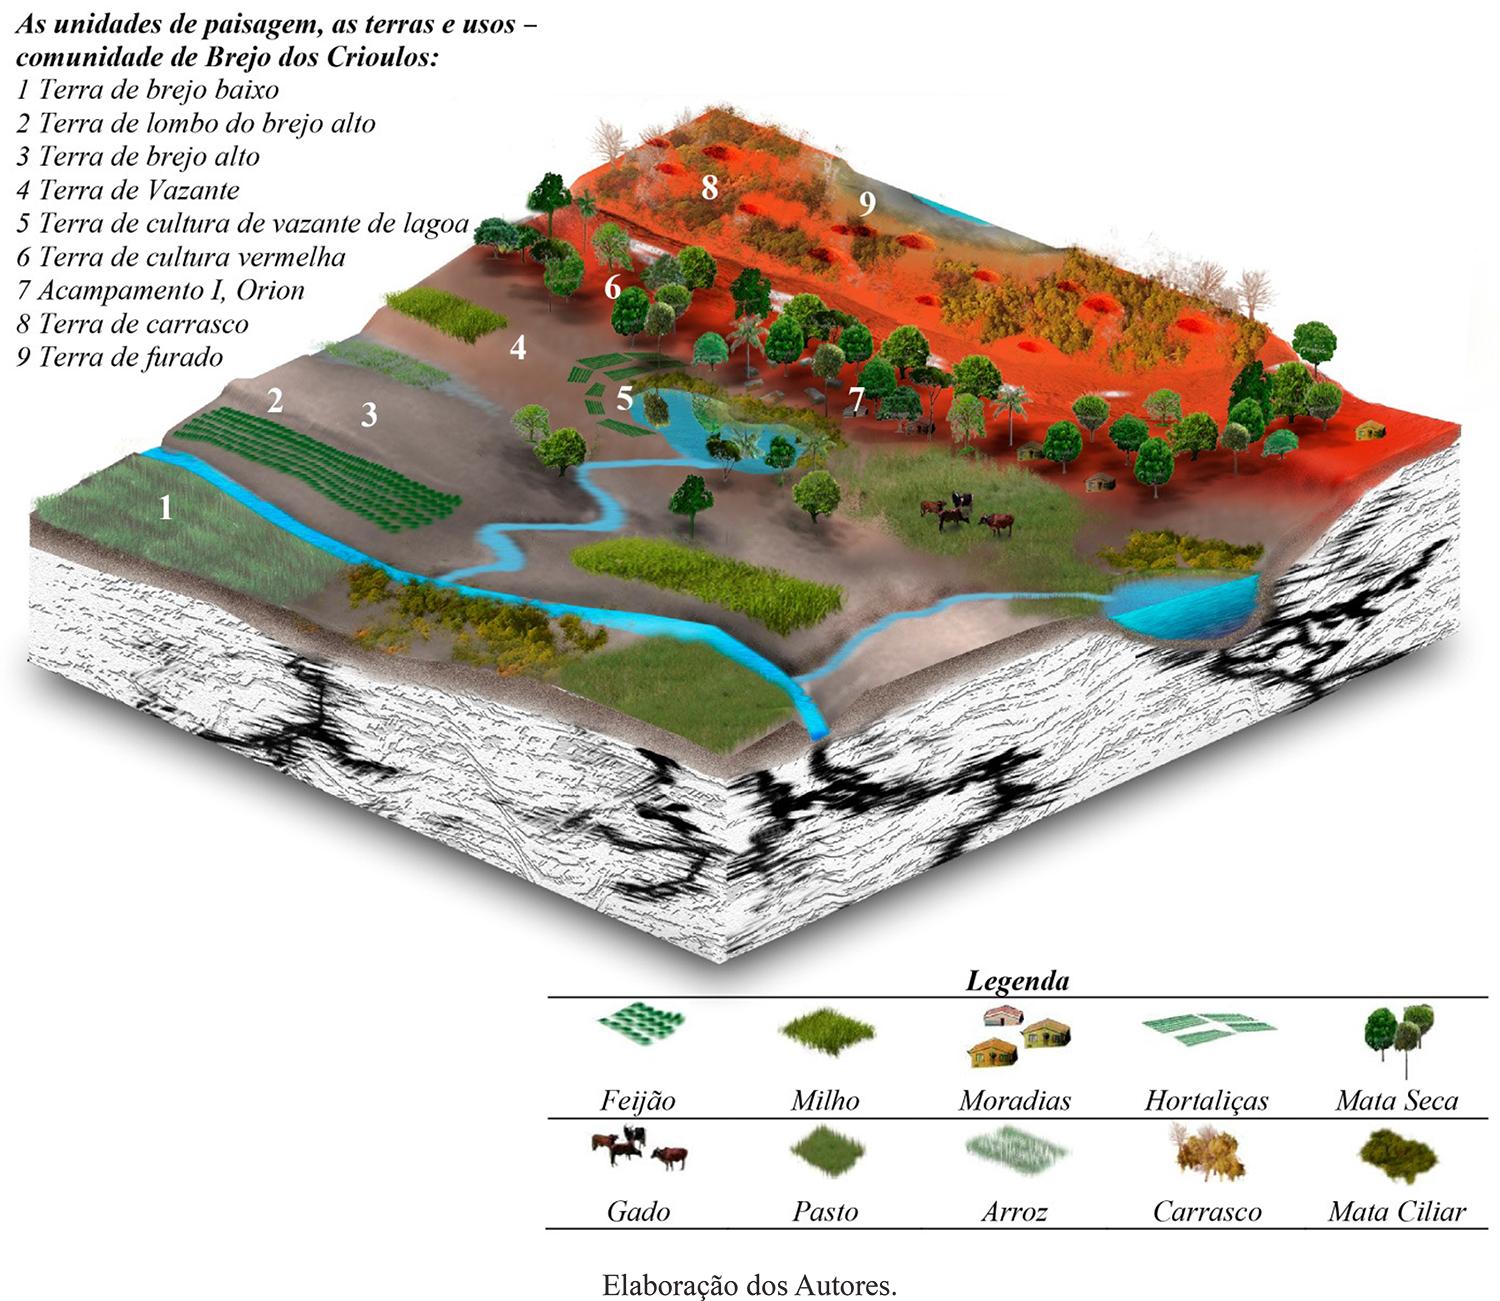 As unidades de paisagem, as terras e usos –
comunidade de Brejo dos Crioulos:
1 Terra de brejo baixo
2 Terra de lombo do brejo alto
3 Terra de brejo alto
4 Terra de Vazante
5 Terra de cultura de vazante de lagoa
6 Terra de cultura vermelha
7 Acampamento I, Orion
8 Terra de carrasco
9 Terra de furado
8
9
6
4
5
7
2
3
1
Legenda
Feijão Milho Moradias Hortaliças Mata Seca
Gado Pasto Arroz Carrasco Mata Ciliar
Elaboração dos Autores.